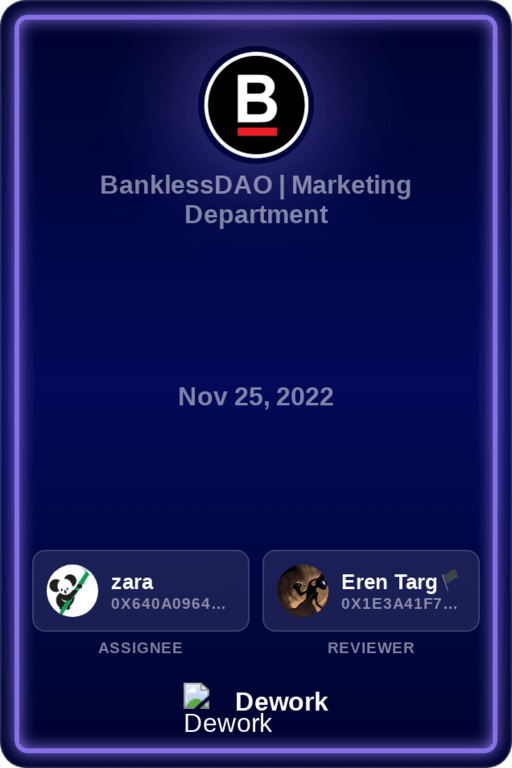 B
BanklessDAO | Marketing
Department
Nov 25, 2022
zara
0X640A0964...
Eren Targ🏴
0X1E3A41F7...
ASSIGNEE
REVIEWER
Dework
Dework